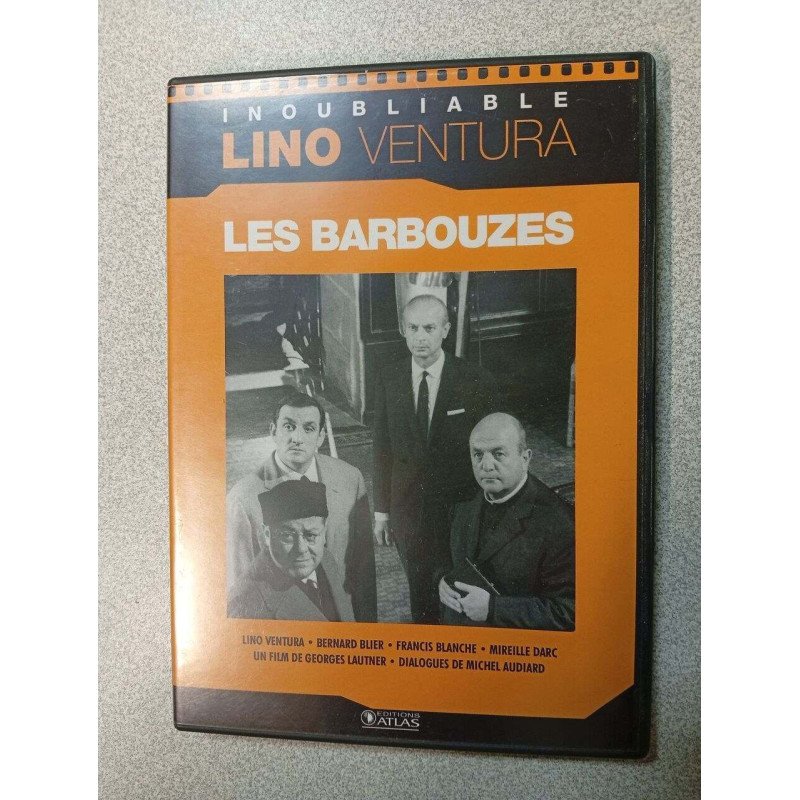 INOUBLIABLE
LINO VENTURA
LES BARBOUZES
LINO VENTURA • BERNARD BLIER • FRANCIS BLANCHE • MIREILLE DARC
UN FILM DE GEORGES LAUTNER • DIALOGUES DE MICHEL AUDIARD
EDITIONS
ATLAS